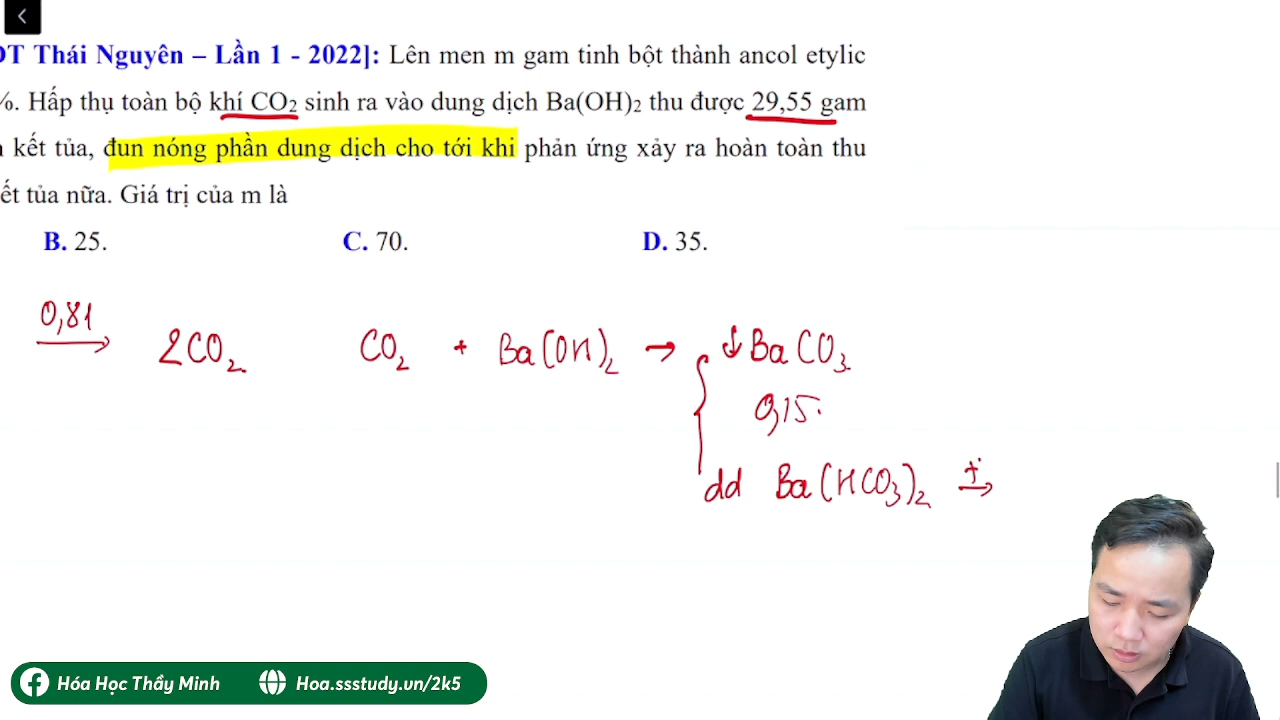 OT Thái Nguyên – Lần 1 - 2022]: Lên men m gam tinh bột thành ancol etylic
%. Hấp thụ toàn bộ khí CO2 sinh ra vào dung dịch Ba(OH)2 thu được 29,55 gam
kết tủa, đun nóng phần dung dịch cho tới khi phản ứng xảy ra hoàn toàn thu
ết tủa nữa. Giá trị của m là
B. 25. C. 70. D. 35.
0,81
→ 2CO2 CO2 + Ba(OH)2 → ↓BaCO3
0,15
dd Ba(HCO3)2 t° →
Hóa Học Thầy Minh Hoa.ssstudy.vn/2k5